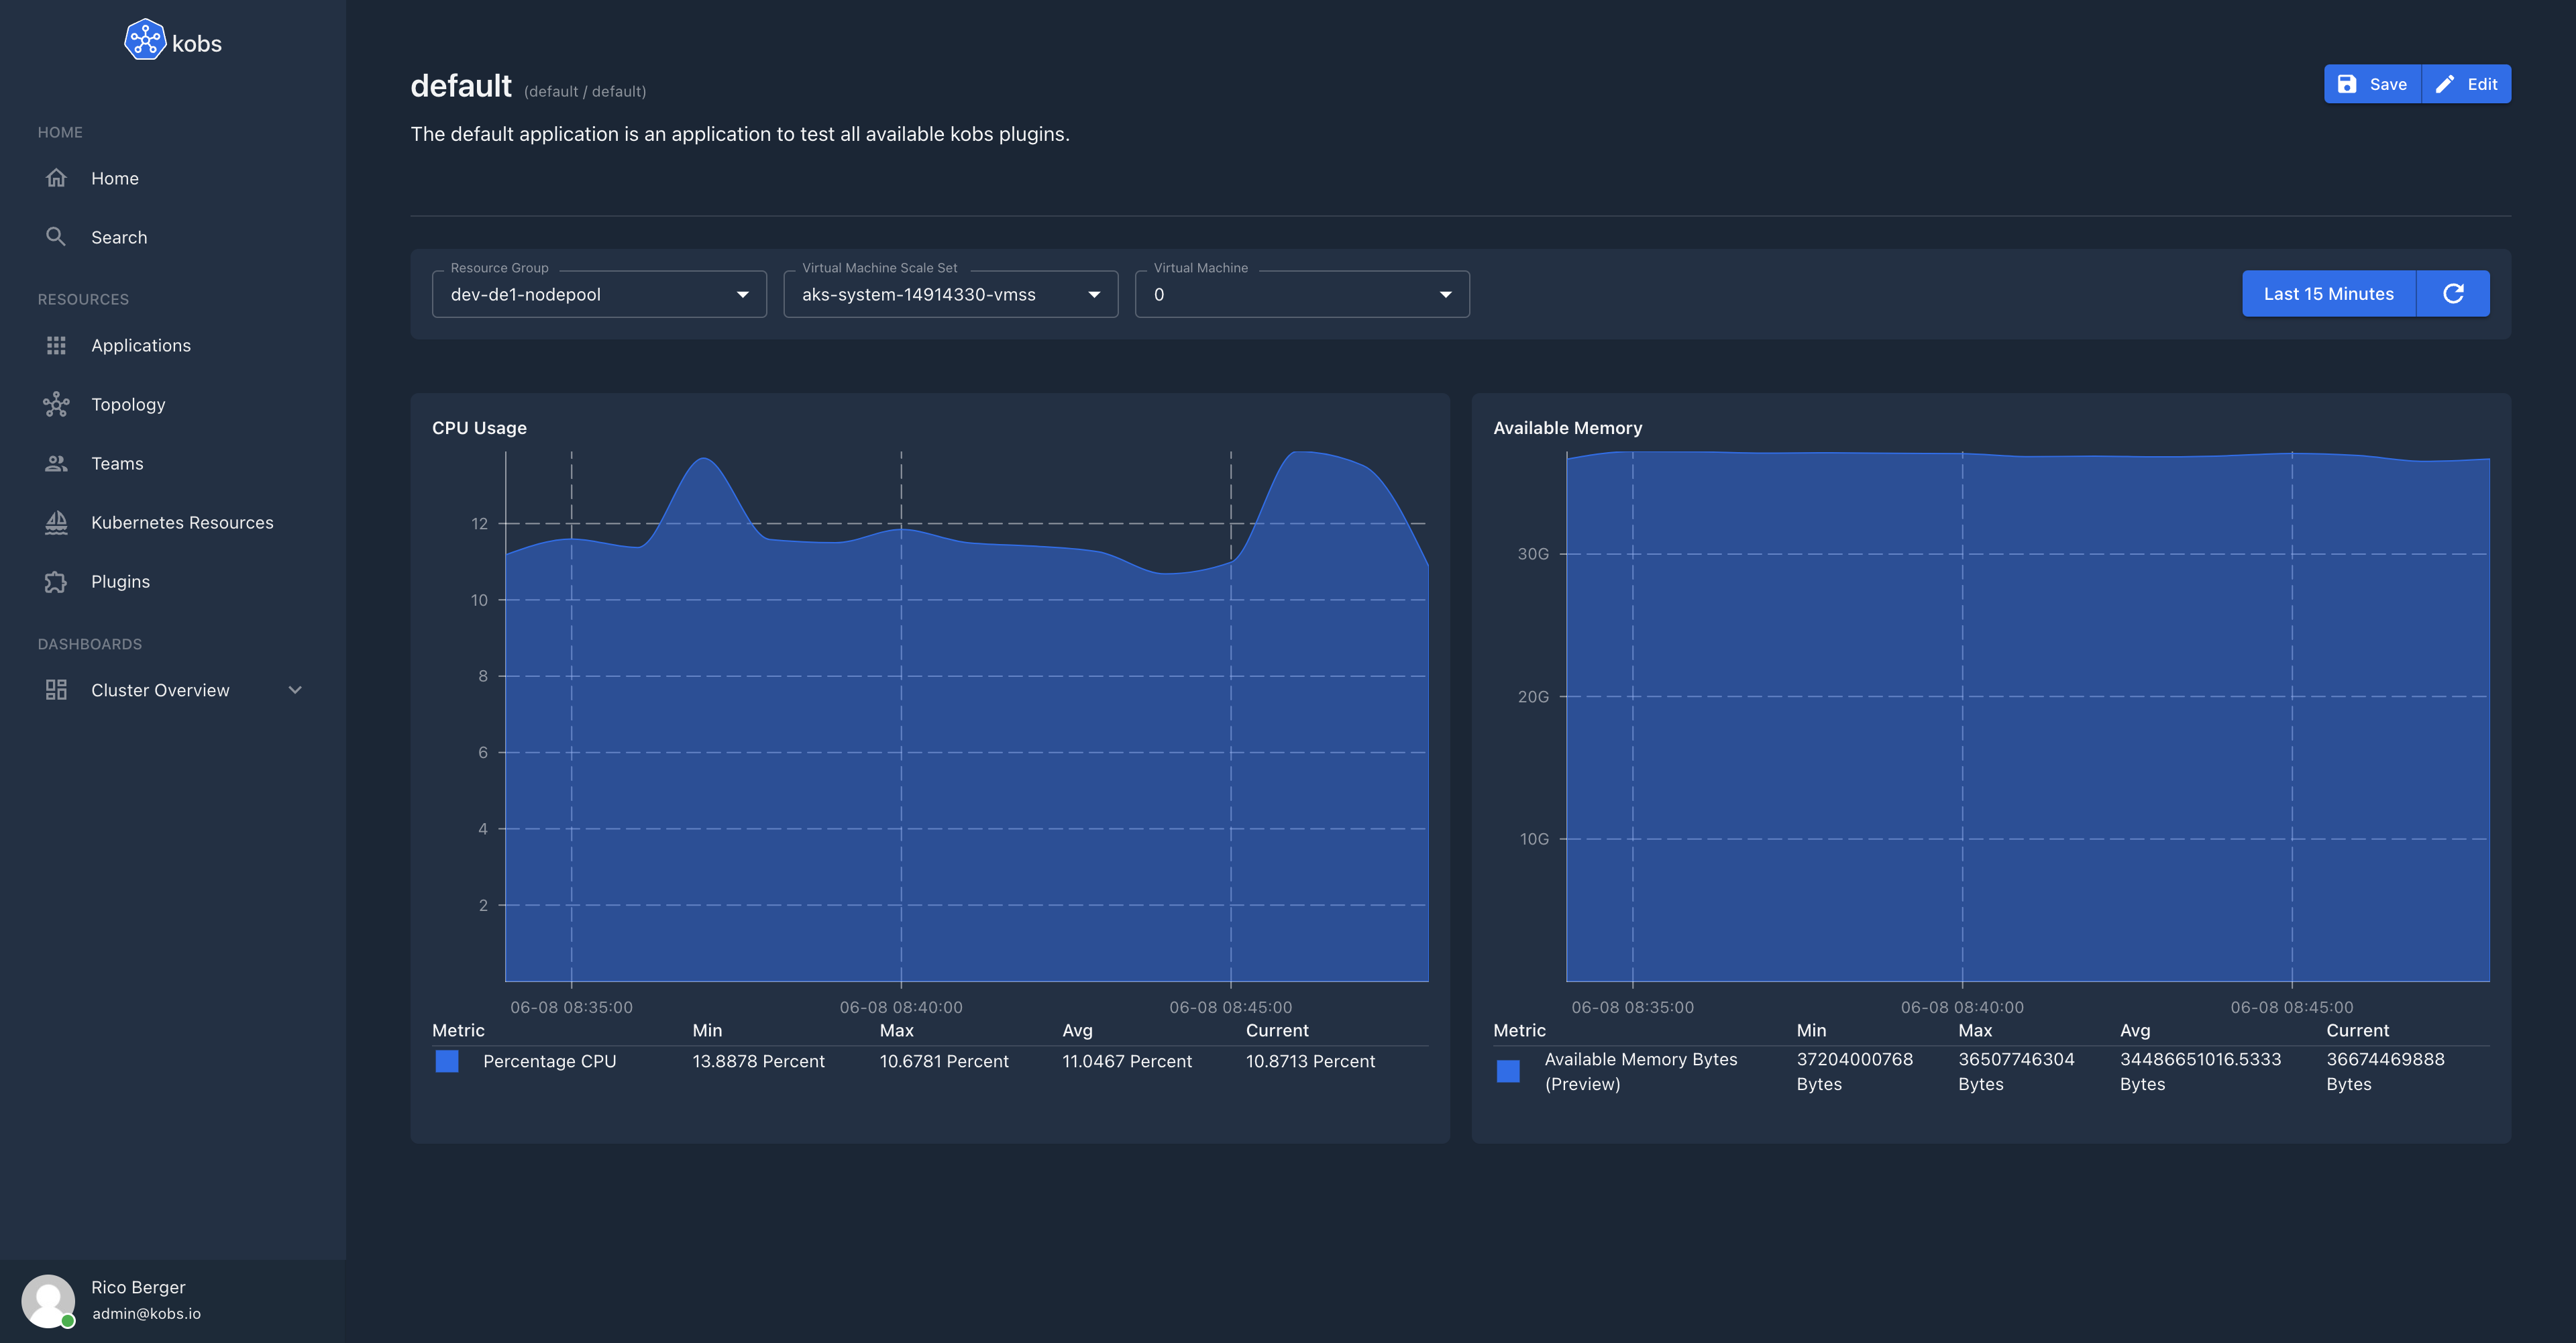 kobs
HOME
Home
Search
RESOURCES
Applications
Topology
Teams
Kubernetes Resources
Plugins
DASHBOARDS
Cluster Overview
Rico Berger
admin@kobs.io
default (default / default)
Save Edit
The default application is an application to test all available kobs plugins.
Resource Group Virtual Machine Scale Set Virtual Machine
dev-de1-nodepool aks-system-14914330-vmss 0 Last 15 Minutes
CPU Usage
12
10
8
6
4
2
06-08 08:35:00 06-08 08:40:00 06-08 08:45:00
Metric Min Max Avg Current
Percentage CPU 13.8878 Percent 10.6781 Percent 11.0467 Percent 10.8713 Percent
Available Memory
30G
20G
10G
06-08 08:35:00 06-08 08:40:00 06-08 08:45:00
Metric Min Max Avg Current
Available Memory Bytes 37204000768 36507746304 34486651016.5333 36674469888
(Preview) Bytes Bytes Bytes Bytes